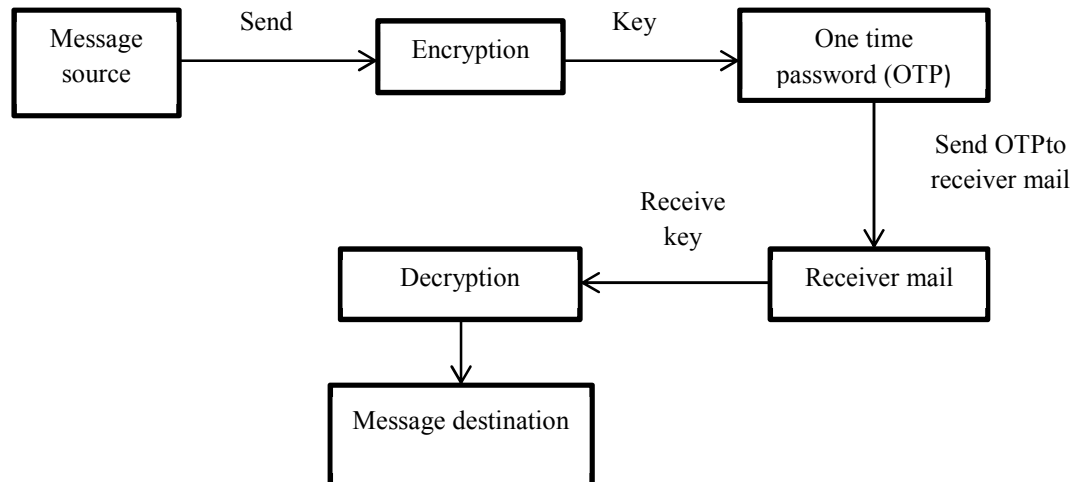 Message
source
Send
Encryption
Key
One time
password (OTP)
Send OTPto
receiver mail
Receiver mail
Receive
key
Decryption
Message destination